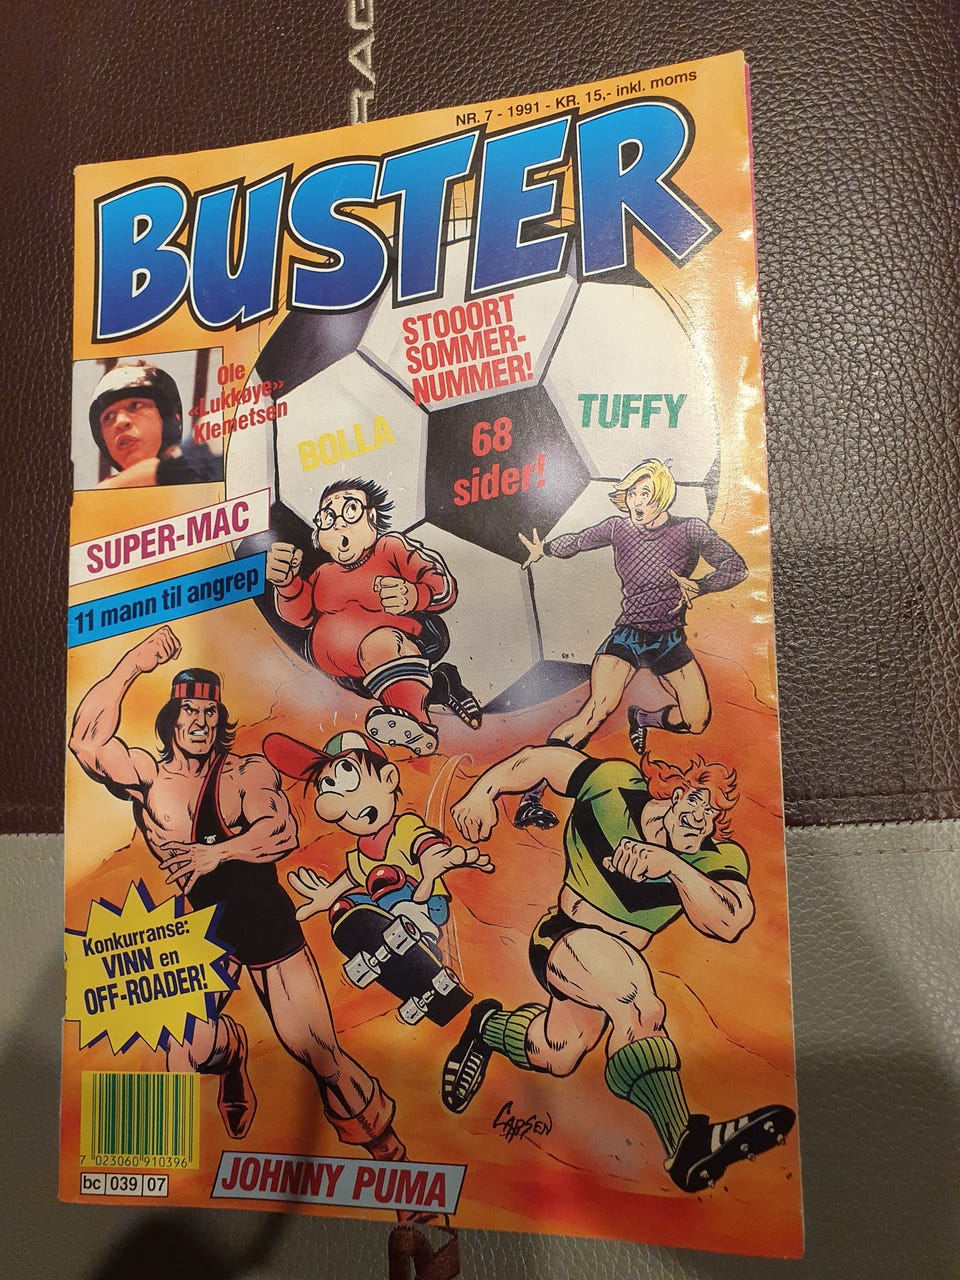 RAC
NR. 7 - 1991 - KR. 15,- inkl. moms
BUSTER
STOOORT
SOMMER-
NUMMER!
Ole
«Lukkøye»
Klemetsen
BOLLA
68
sider!
TUFFY
SUPER-MAC
11 mann til angrep
Konkurranse:
VINN en
OFF-ROADER!
CARSEN
7 023060 910396
bc 039 07
JOHNNY PUMA